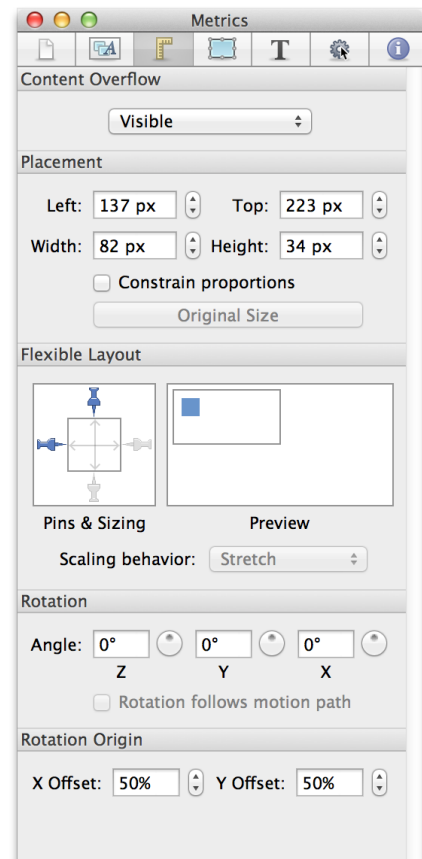 Metrics
A T i
Content Overflow
Visible
Placement
Left: 137 px Top: 223 px
Width: 82 px Height: 34 px
Constrain proportions
Original Size
Flexible Layout
Pins & Sizing Preview
Scaling behavior: Stretch
Rotation
Angle: 0° 0° 0°
Z Y X
Rotation follows motion path
Rotation Origin
X Offset: 50% Y Offset: 50%